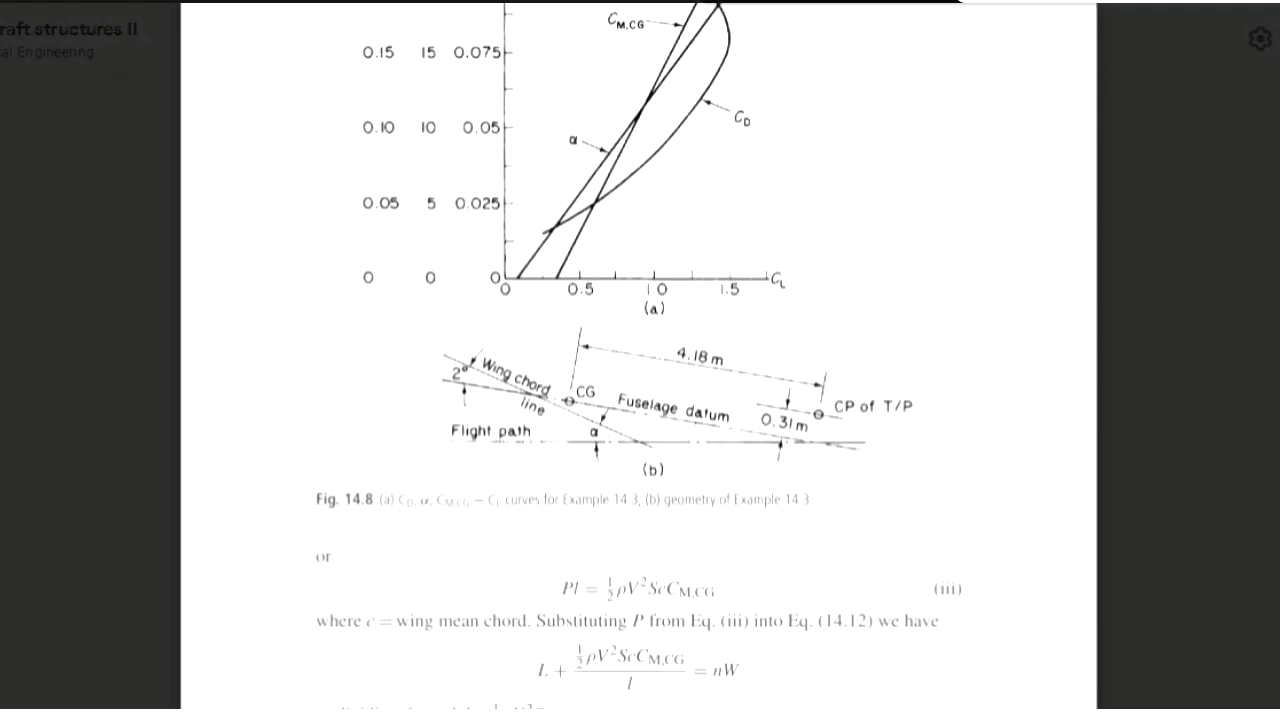 raft structures II
al Engineering
C_M,CG
0.15 15 0.075
C_D
0.10 10 0.05
α
0.05 5 0.025
0 0 0
C_L
0 0.5 1.0 1.5
(a)
4.18 m
2° Wing chord line
CG
Fuselage datum
CP of T/P
0.31m
Flight path
α
(b)
Fig. 14.8 (a) C_D, α, C_M,CG – C_L curves for Example 14.3; (b) geometry of Example 14.3
or
Pl = ½ρV²ScC_M,CG (iii)
where c = wing mean chord. Substituting P from Eq. (iii) into Eq. (14.12) we have
L + ½ρV²ScC_M,CG / l = nW